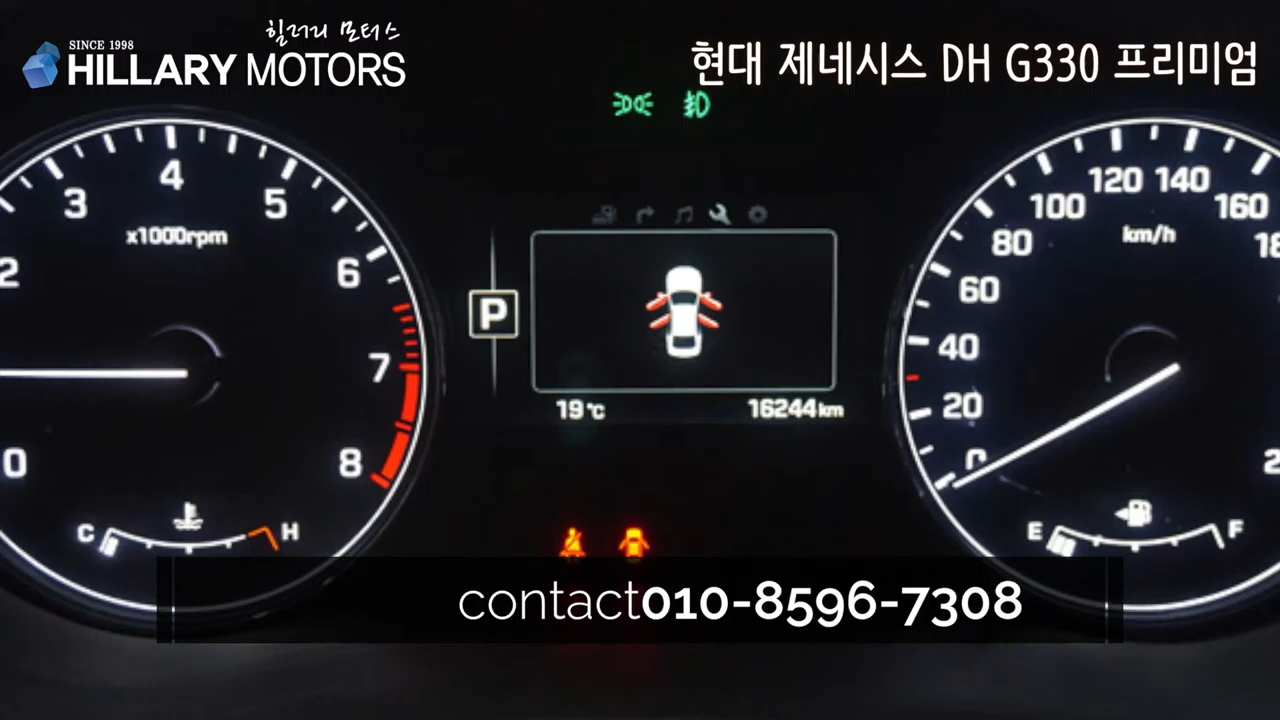 힐러리 모터스
SINCE 1998
HILLARY MOTORS
현대 제네시스 DH G330 프리미엄
0 2 3 4 5 6 7 8
x1000rpm
C H
P
19℃ 16244km
0 20 40 60 80 100 120 140 160
km/h
E F
contact010-8596-7308